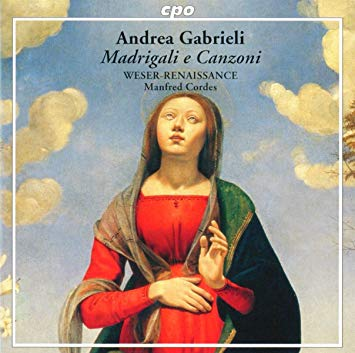 cpo
Andrea Gabrieli
Madrigali e Canzoni
WESER-RENAISSANCE
Manfred Cordes